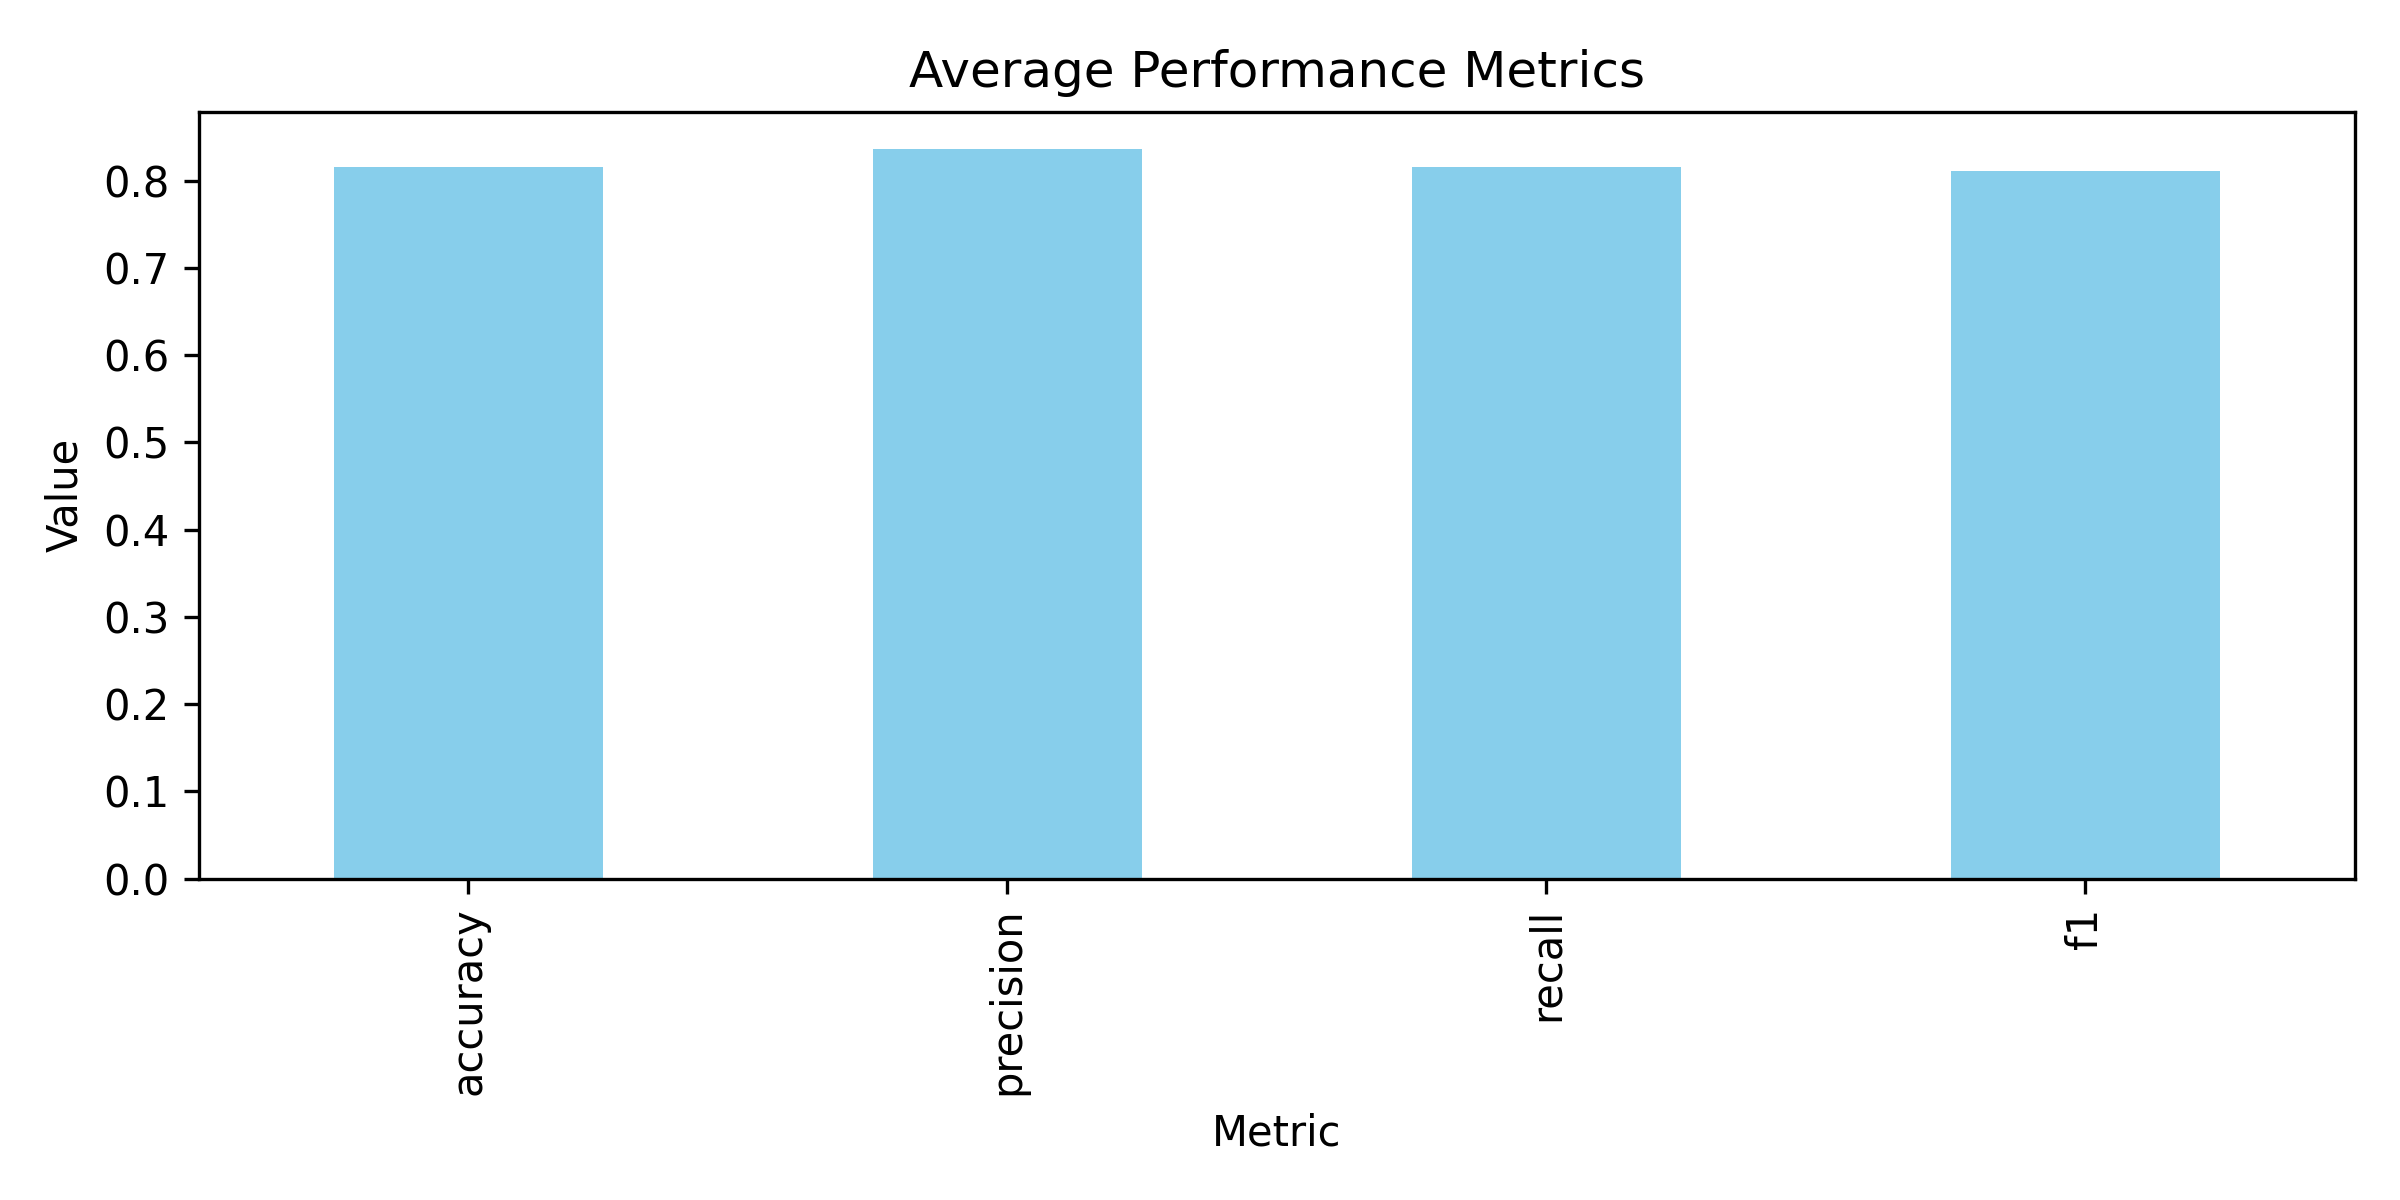 Average Performance Metrics
Value
0.8
0.7
0.6
0.5
0.4
0.3
0.2
0.1
0.0
accuracy
precision
recall
f1
Metric